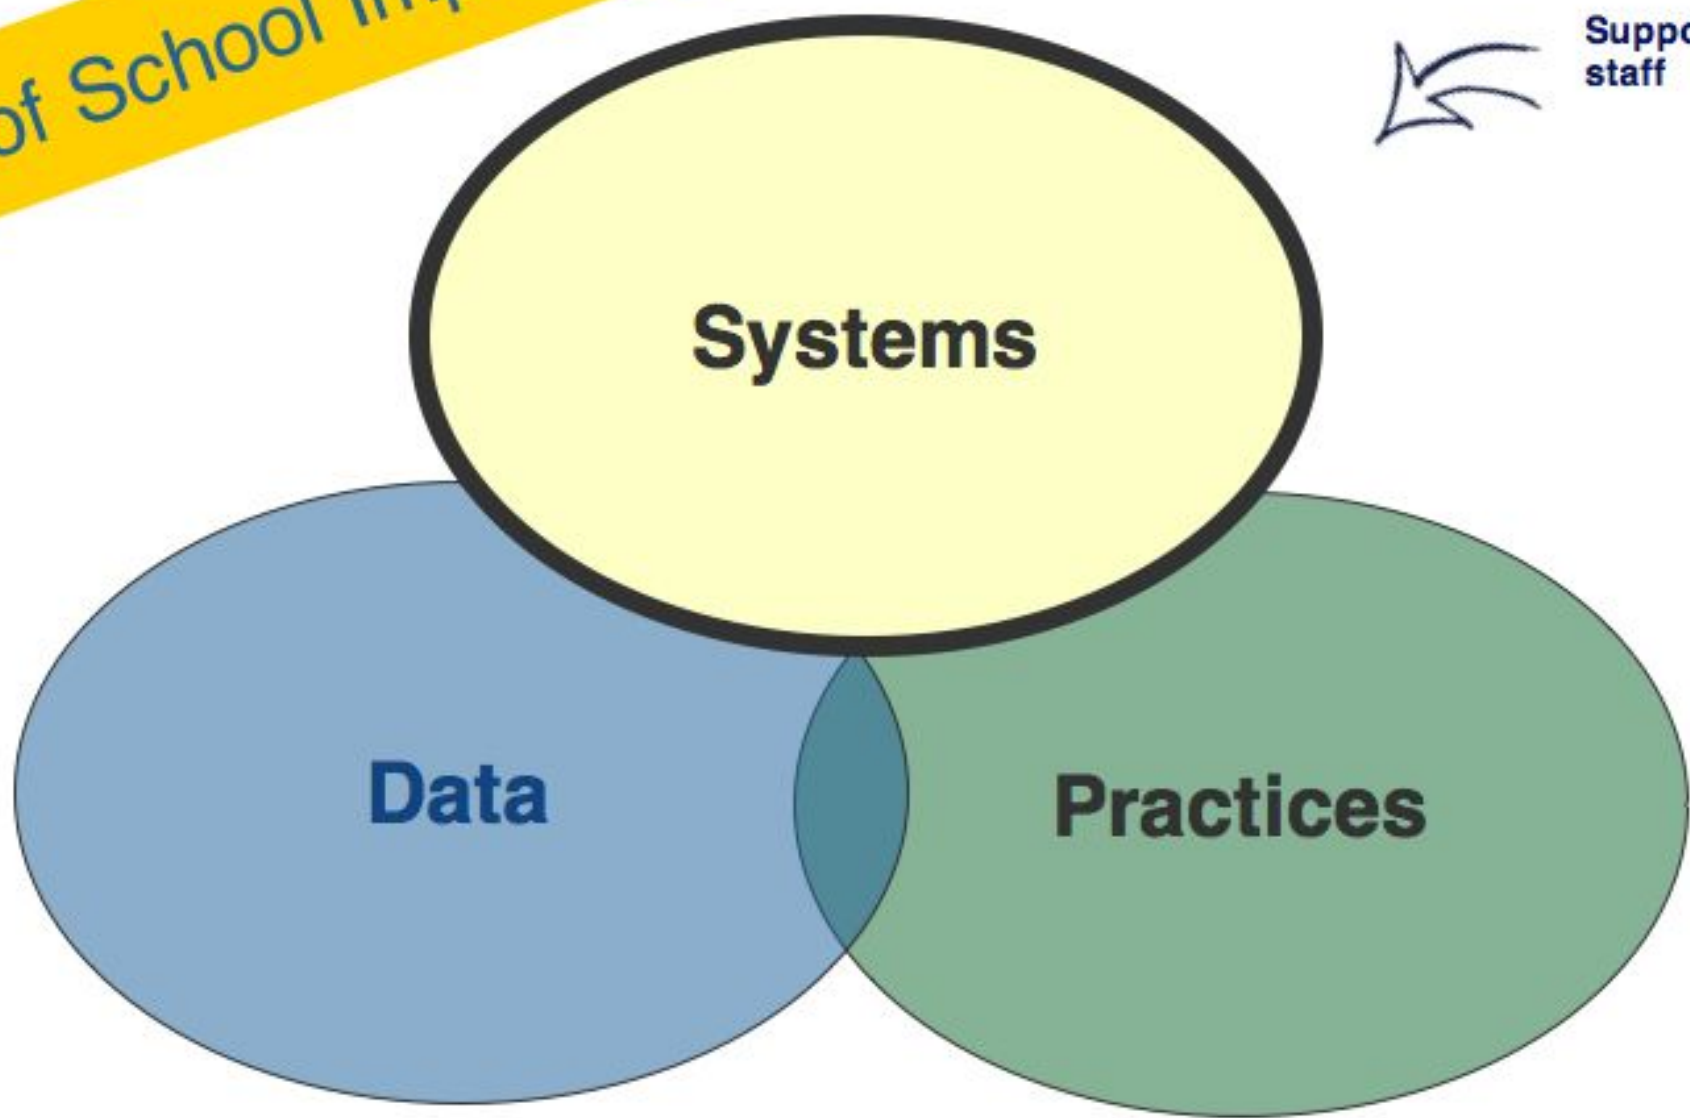 of School
staff
Systems
Data
Practices